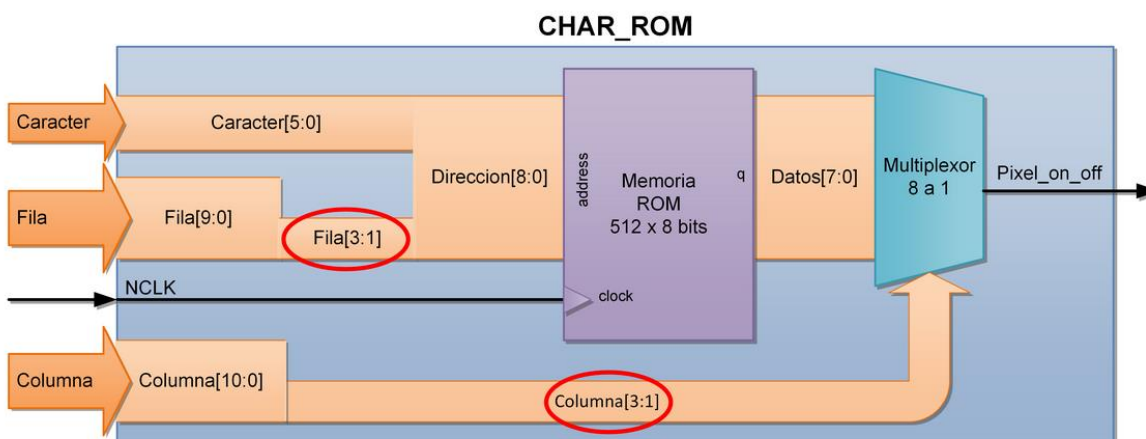 CHAR_ROM
Caracter
Caracter[5:0]
Fila
Fila[9:0]
Fila[3:1]
Direccion[8:0]
address
Memoria
ROM
512 x 8 bits
q
Datos[7:0]
Multiplexor
8 a 1
Pixel_on_off
NCLK
clock
Columna
Columna[10:0]
Columna[3:1]